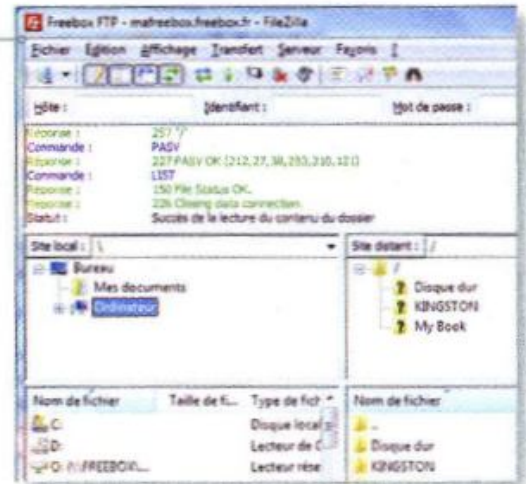 Freebox FTP - mafreebox.freebox.fr - FileZilla
Fichier Edition Affichage Transfert Serveur Favoris ?
Hôte : Identifiant : Mot de passe :
Réponse : 257 "/"
Commande : PASV
Réponse : 227 PASV OK (212,27,38,253,210,121)
Commande : LIST
Réponse : 150 File Status OK.
Réponse : 226 Closing data connection.
Statut : Succès de la lecture du contenu du dossier
Site local : \ Site distant : /
Bureau /
Mes documents Disque dur
Ordinateur KINGSTON
My Book
Nom de fichier Taille de fi... Type de fich Nom de fichier
C: Disque local ..
D: Lecteur de Disque dur
O: Lecteur rése KINGSTON